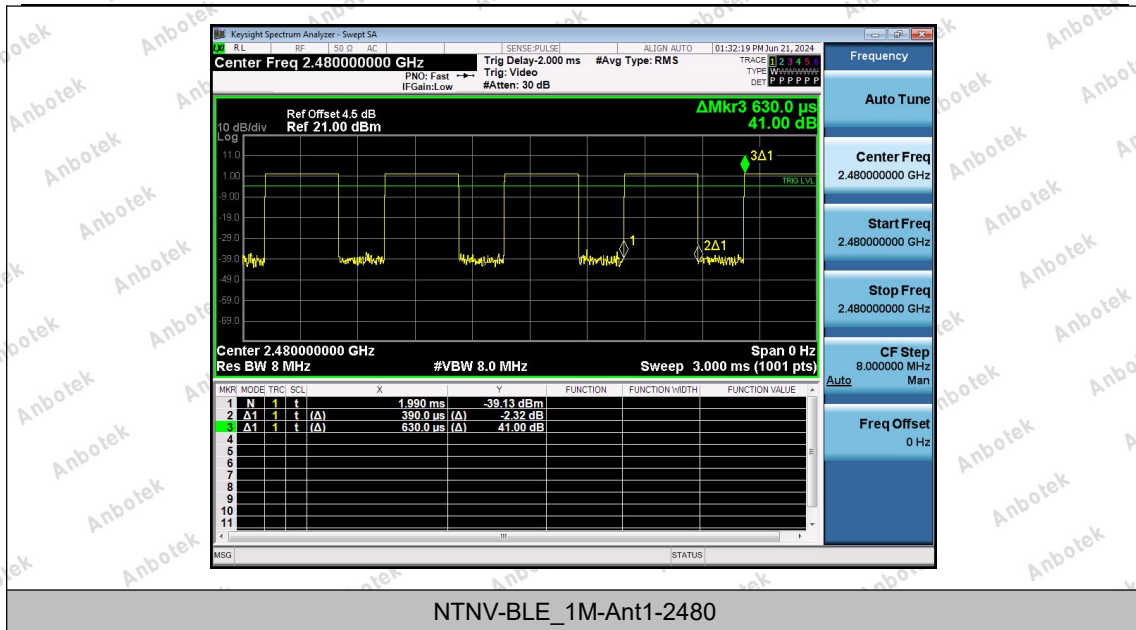 Keysight Spectrum Analyzer - Swept SA
LXI RL RF 50 Ω AC SENSE:PULSE ALIGN AUTO 01:32:19 PM Jun 21, 2024
Center Freq 2.480000000 GHz
PNO: Fast
IFGain:Low
Trig Delay-2.000 ms
Trig: Video
#Atten: 30 dB
#Avg Type: RMS
TRACE 1 2 3 4 5 6
TYPE WWWWWW
DET P P P P P P
Frequency
Auto Tune
Center Freq
2.480000000 GHz
Start Freq
2.480000000 GHz
Stop Freq
2.480000000 GHz
CF Step
8.000000 MHz
Auto Man
Freq Offset
0 Hz
ΔMkr3 630.0 µs
41.00 dB
Ref Offset 4.5 dB
10 dB/div Ref 21.00 dBm
Log
11.0
1.00
-9.00
-19.0
-29.0
-39.0
-49.0
-59.0
-69.0
3Δ1
TRIG LVL
1
2Δ1
Center 2.480000000 GHz Span 0 Hz
Res BW 8 MHz #VBW 8.0 MHz Sweep 3.000 ms (1001 pts)
MKR MODE TRC SCL X Y FUNCTION FUNCTION WIDTH FUNCTION VALUE
1 N 1 t 1.990 ms -39.13 dBm
2 Δ1 1 t (Δ) 390.0 µs (Δ) -2.32 dB
3 Δ1 1 t (Δ) 630.0 µs (Δ) 41.00 dB
4
5
6
7
8
9
10
11
MSG STATUS
NTNV-BLE_1M-Ant1-2480
Anbotek